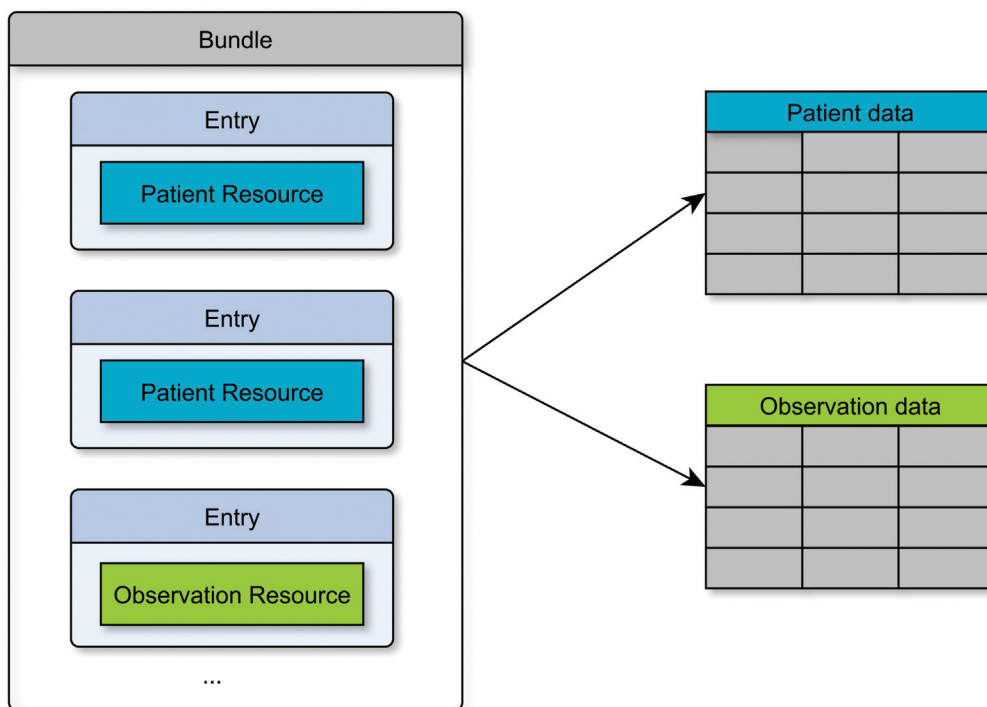 Bundle
Entry
Patient Resource
Entry
Patient Resource
Entry
Observation Resource
...
Patient data
Observation data